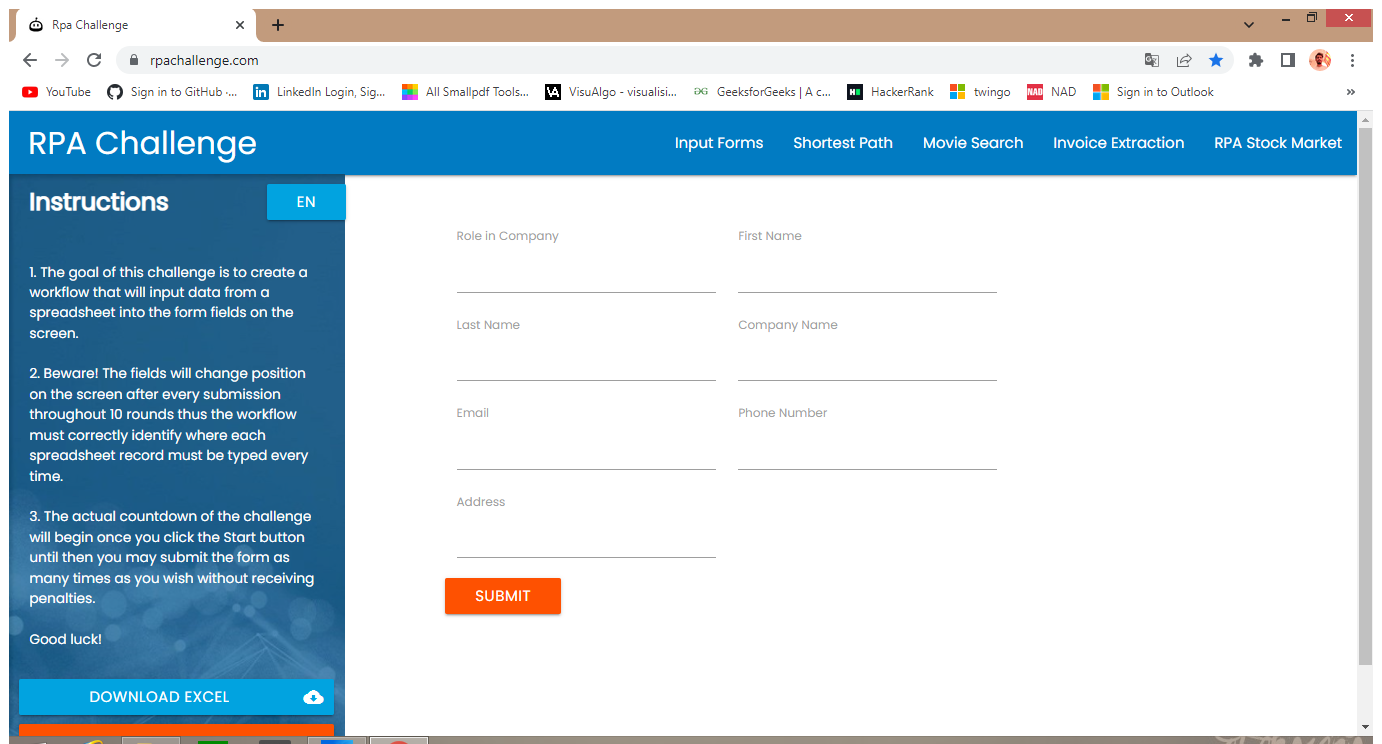 Rpa Challenge
rpachallenge.com
YouTube Sign in to GitHub ·... LinkedIn Login, Sig... All Smallpdf Tools... VA VisuAlgo - visualisi... GeeksforGeeks | A c... HackerRank twingo NAD NAD Sign in to Outlook »
RPA Challenge Input Forms Shortest Path Movie Search Invoice Extraction RPA Stock Market
Instructions EN
1. The goal of this challenge is to create a
workflow that will input data from a
spreadsheet into the form fields on the
screen.
2. Beware! The fields will change position
on the screen after every submission
throughout 10 rounds thus the workflow
must correctly identify where each
spreadsheet record must be typed every
time.
3. The actual countdown of the challenge
will begin once you click the Start button
until then you may submit the form as
many times as you wish without receiving
penalties.
Good luck!
DOWNLOAD EXCEL
Role in Company First Name
Last Name Company Name
Email Phone Number
Address
SUBMIT